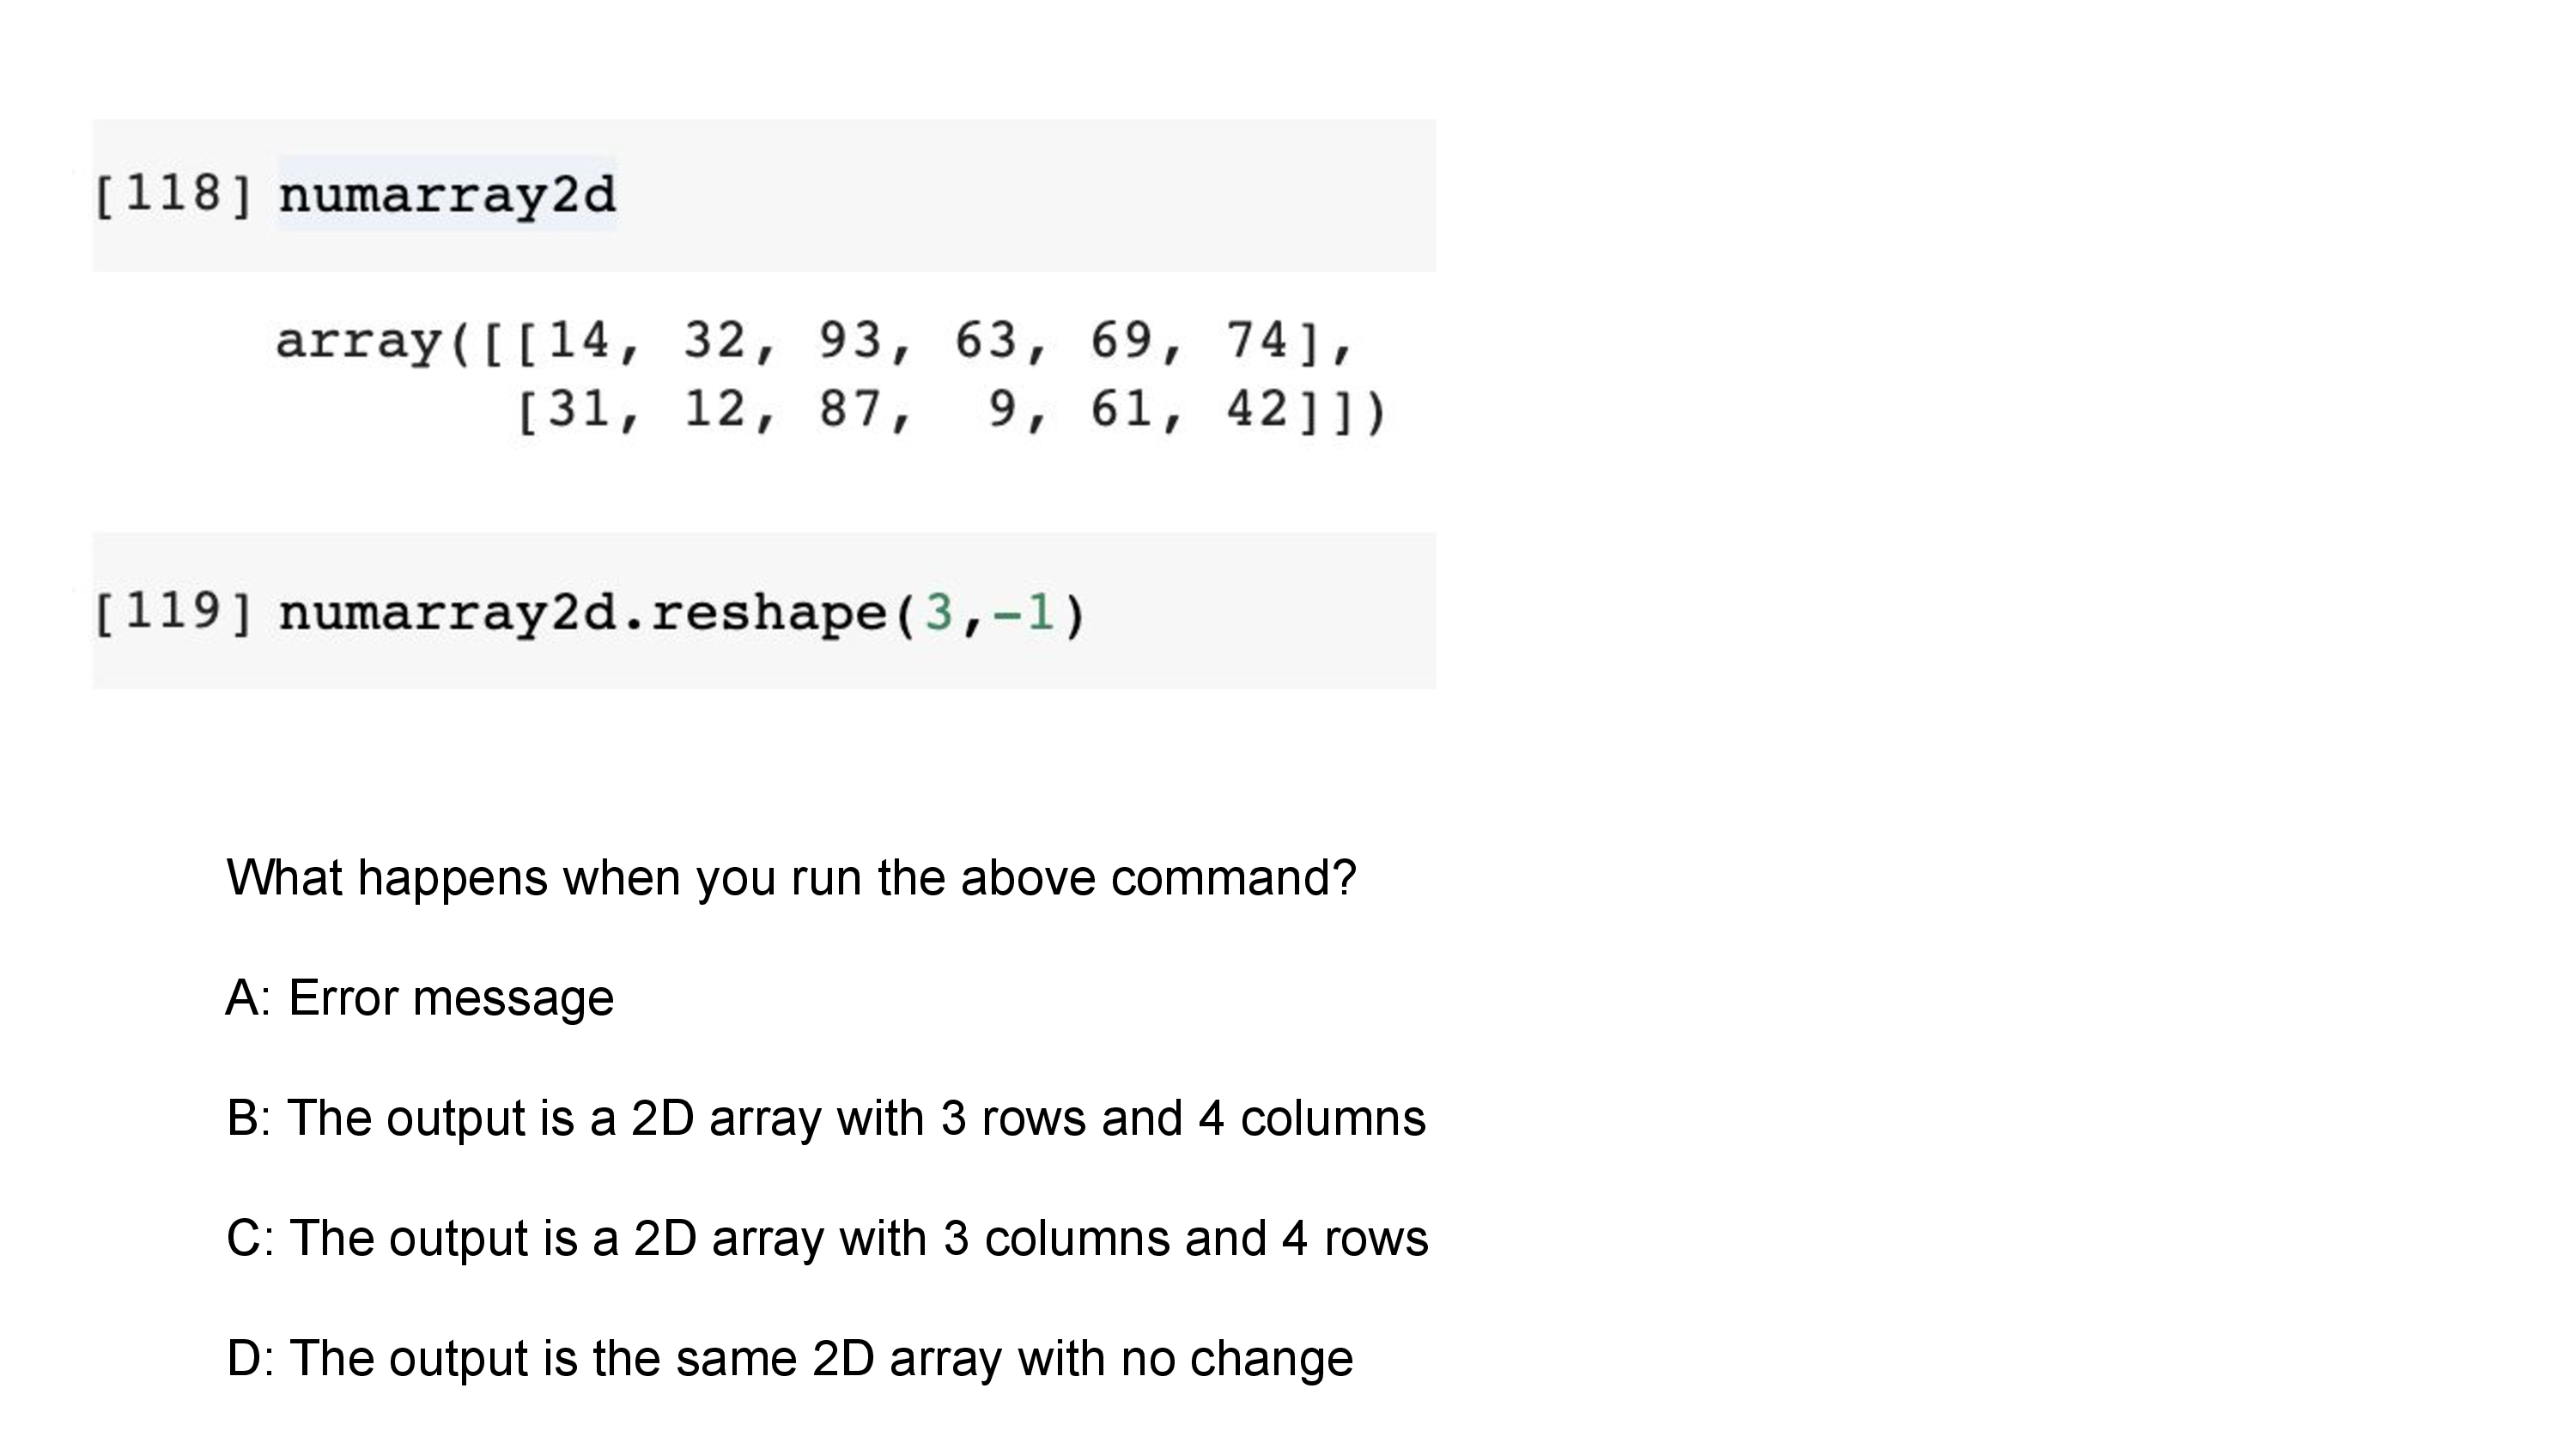 [118] numarray2d
array([[14, 32, 93, 63, 69, 74],
[31, 12, 87, 9, 61, 42]])
[119] numarray2d.reshape(3,-1)
What happens when you run the above command?
A: Error message
B: The output is a 2D array with 3 rows and 4 columns
C: The output is a 2D array with 3 columns and 4 rows
D: The output is the same 2D array with no change